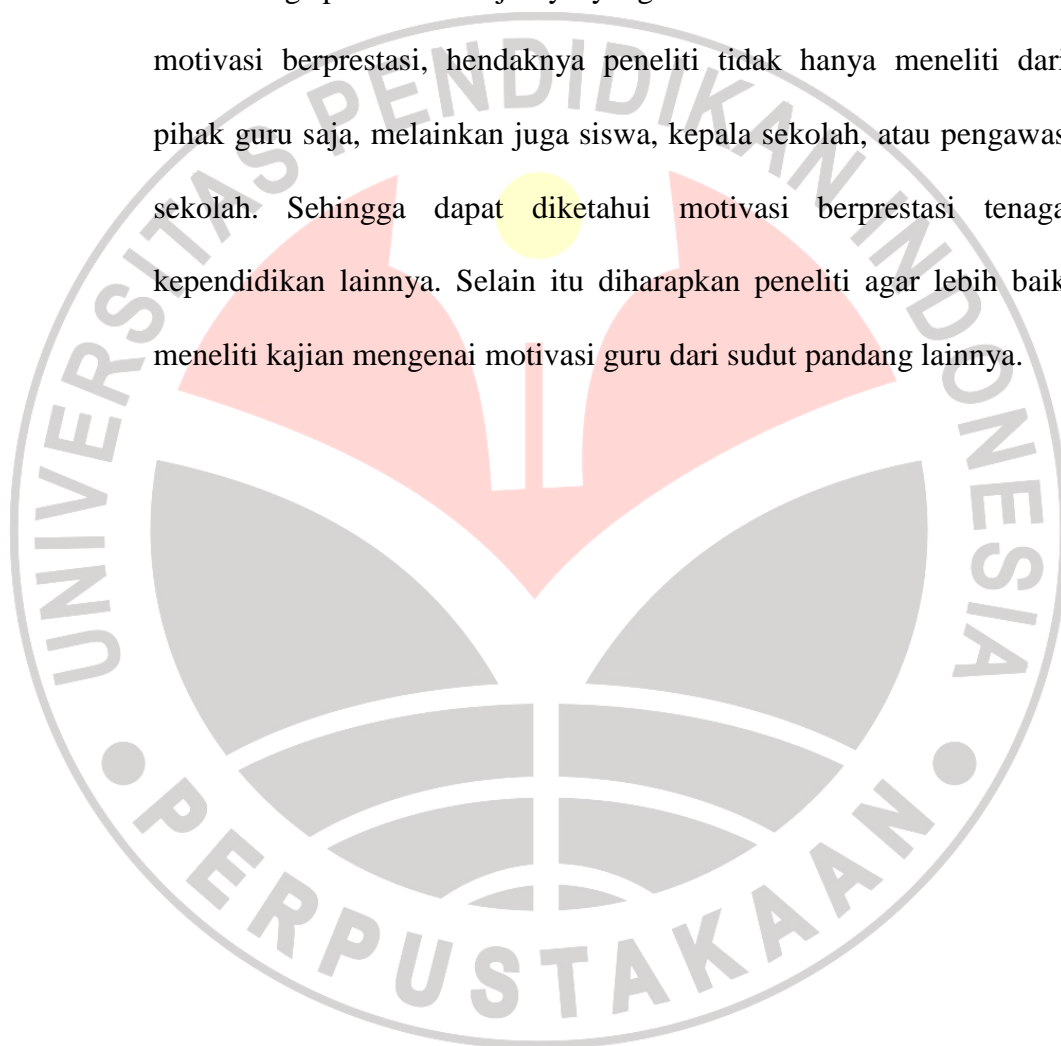 motivasi berprestasi, hendaknya peneliti tidak hanya meneliti dari
pihak guru saja, melainkan juga siswa, kepala sekolah, atau pengawas
sekolah. Sehingga dapat diketahui motivasi berprestasi tenaga
kependidikan lainnya. Selain itu diharapkan peneliti agar lebih baik
meneliti kajian mengenai motivasi guru dari sudut pandang lainnya.
UNIVERSITAS PENDIDIKAN INDONESIA
PERPUSTAKAAN